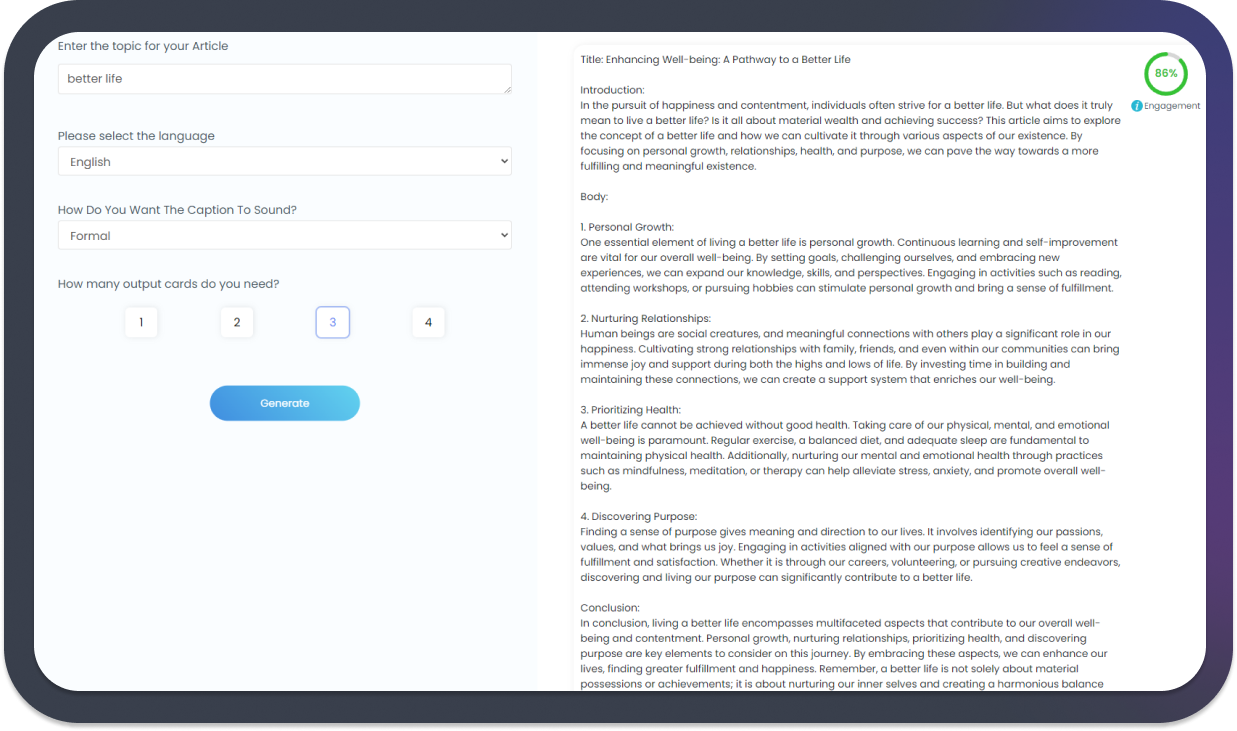 Enter the topic for your Article
better life
Please select the language
English
How Do You Want The Caption To Sound?
Formal
How many output cards do you need?
1
2
3
4
Generate
Title: Enhancing Well-being: A Pathway to a Better Life
86%
Engagement
Introduction:
In the pursuit of happiness and contentment, individuals often strive for a better life. But what does it truly
mean to live a better life? Is it all about material wealth and achieving success? This article aims to explore
the concept of a better life and how we can cultivate it through various aspects of our existence. By
focusing on personal growth, relationships, health, and purpose, we can pave the way towards a more
fulfilling and meaningful existence.
Body:
1. Personal Growth:
One essential element of living a better life is personal growth. Continuous learning and self-improvement
are vital for our overall well-being. By setting goals, challenging ourselves, and embracing new
experiences, we can expand our knowledge, skills, and perspectives. Engaging in activities such as reading,
attending workshops, or pursuing hobbies can stimulate personal growth and bring a sense of fulfillment.
2. Nurturing Relationships:
Human beings are social creatures, and meaningful connections with others play a significant role in our
happiness. Cultivating strong relationships with family, friends, and even within our communities can bring
immense joy and support during both the highs and lows of life. By investing time in building and
maintaining these connections, we can create a support system that enriches our well-being.
3. Prioritizing Health:
A better life cannot be achieved without good health. Taking care of our physical, mental, and emotional
well-being is paramount. Regular exercise, a balanced diet, and adequate sleep are fundamental to
maintaining physical health. Additionally, nurturing our mental and emotional health through practices
such as mindfulness, meditation, or therapy can help alleviate stress, anxiety, and promote overall well-
being.
4. Discovering Purpose:
Finding a sense of purpose gives meaning and direction to our lives. It involves identifying our passions,
values, and what brings us joy. Engaging in activities aligned with our purpose allows us to feel a sense of
fulfillment and satisfaction. Whether it is through our careers, volunteering, or pursuing creative endeavors,
discovering and living our purpose can significantly contribute to a better life.
Conclusion:
In conclusion, living a better life encompasses multifaceted aspects that contribute to our overall well-
being and contentment. Personal growth, nurturing relationships, prioritizing health, and discovering
purpose are key elements to consider on this journey. By embracing these aspects, we can enhance our
lives, finding greater fulfillment and happiness. Remember, a better life is not solely about material
possessions or achievements; it is about nurturing our inner selves and creating a harmonious balance